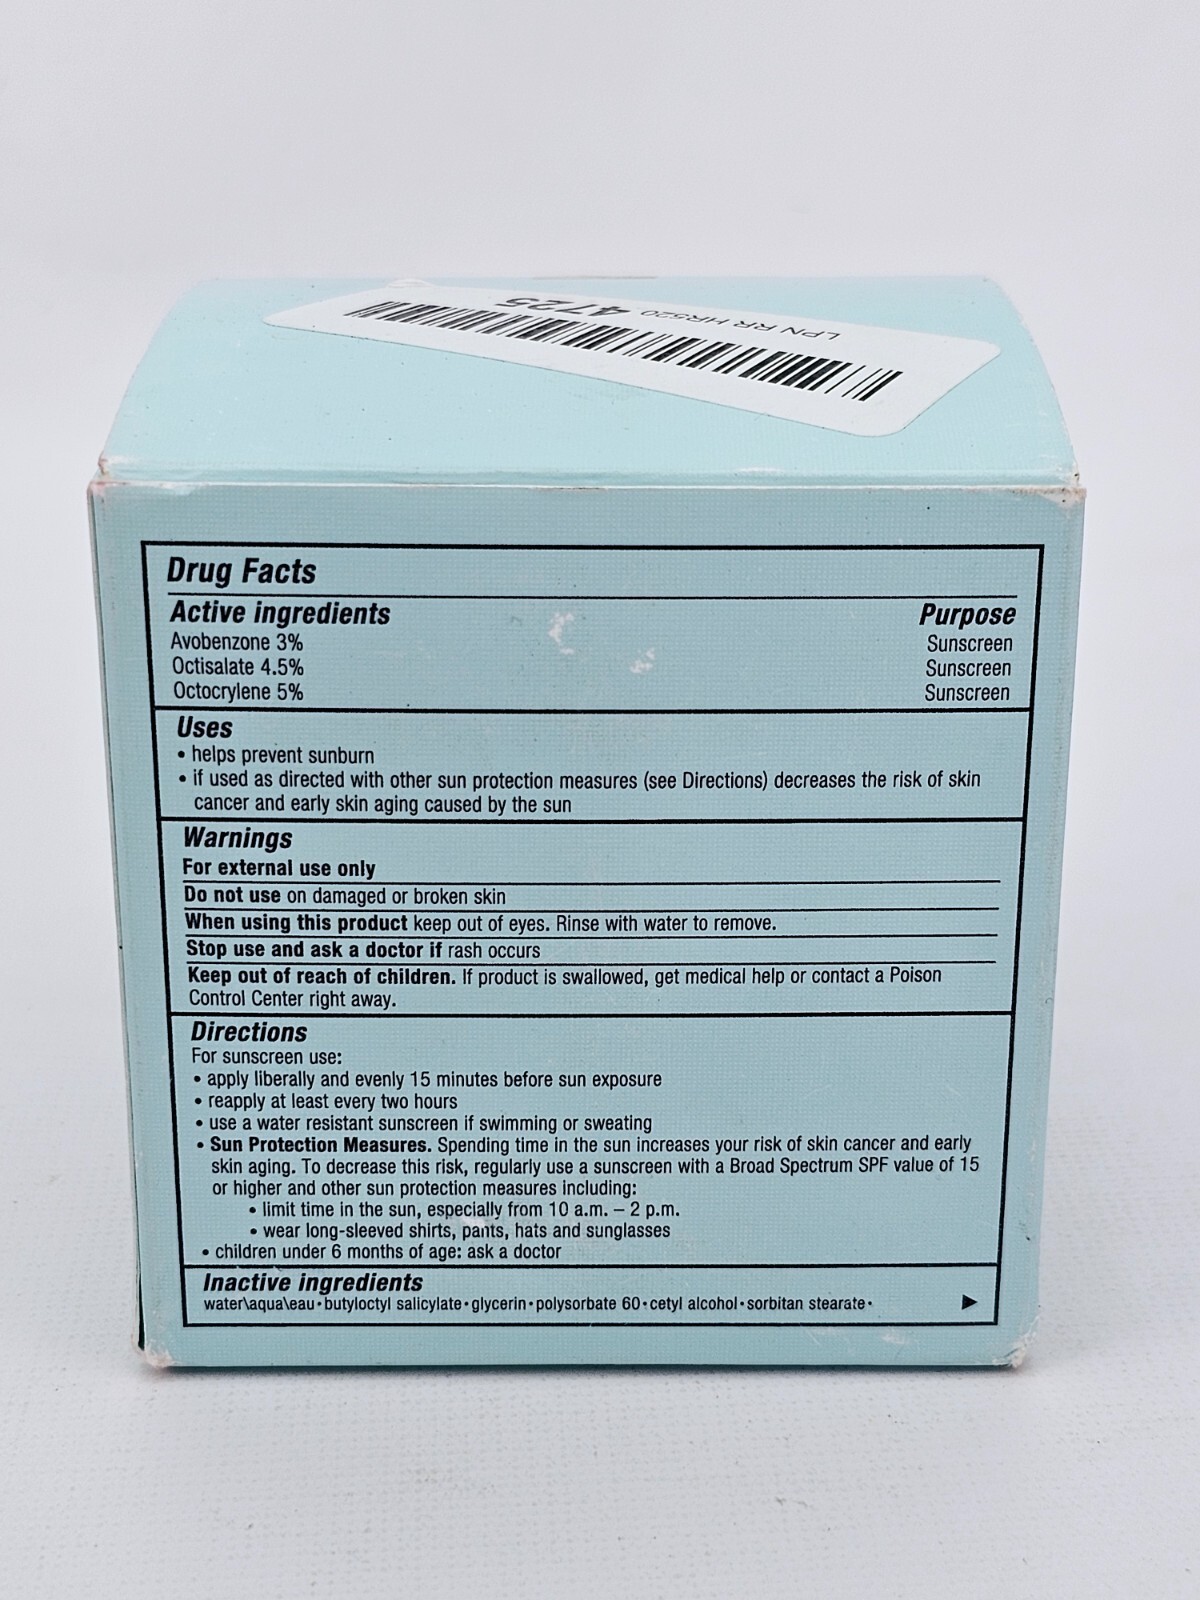 LPN RR HR520 4725
Drug Facts
Active ingredients Purpose
Avobenzone 3% Sunscreen
Octisalate 4.5% Sunscreen
Octocrylene 5% Sunscreen
Uses
• helps prevent sunburn
• if used as directed with other sun protection measures (see Directions) decreases the risk of skin
cancer and early skin aging caused by the sun
Warnings
For external use only
Do not use on damaged or broken skin
When using this product keep out of eyes. Rinse with water to remove.
Stop use and ask a doctor if rash occurs
Keep out of reach of children. If product is swallowed, get medical help or contact a Poison
Control Center right away.
Directions
For sunscreen use:
• apply liberally and evenly 15 minutes before sun exposure
• reapply at least every two hours
• use a water resistant sunscreen if swimming or sweating
• Sun Protection Measures. Spending time in the sun increases your risk of skin cancer and early
skin aging. To decrease this risk, regularly use a sunscreen with a Broad Spectrum SPF value of 15
or higher and other sun protection measures including:
• limit time in the sun, especially from 10 a.m. – 2 p.m.
• wear long-sleeved shirts, pants, hats and sunglasses
• children under 6 months of age: ask a doctor
Inactive ingredients
water\aqua\eau • butyloctyl salicylate • glycerin • polysorbate 60 • cetyl alcohol • sorbitan stearate •